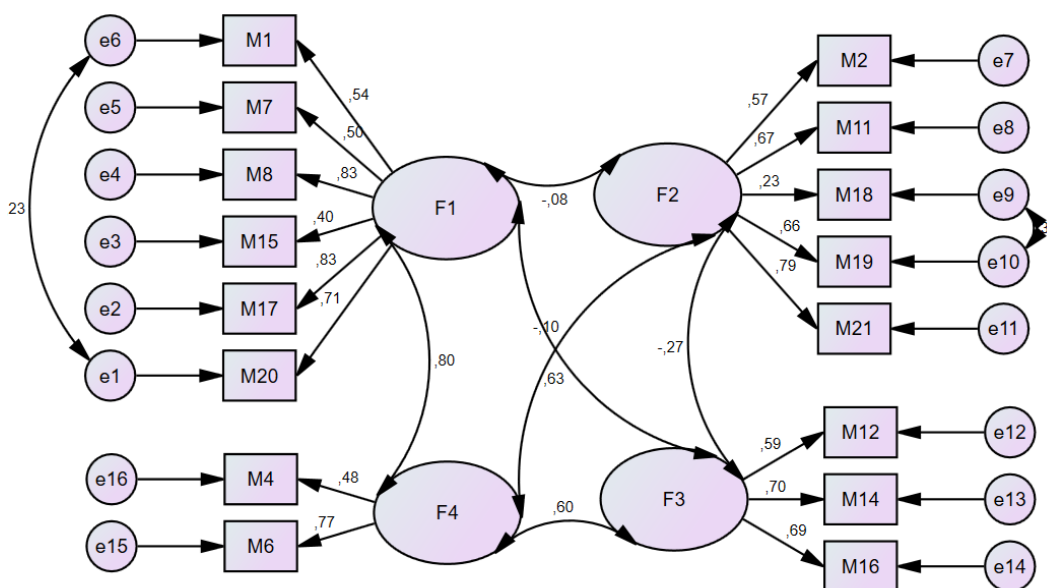 e6 M1
e5 M7
e4 M8
e3 M15
e2 M17
e1 M20
23
,54
,50
,83
,40
,83
,71
F1
-,08
F2
,57
,67
,23
,66
,79
M2 e7
M11 e8
M18 e9
M19 e10
M21 e11
-,10
,63
-,27
,80
e16 M4
e15 M6
,48
,77
F4
,60
F3
,59
,70
,69
M12 e12
M14 e13
M16 e14